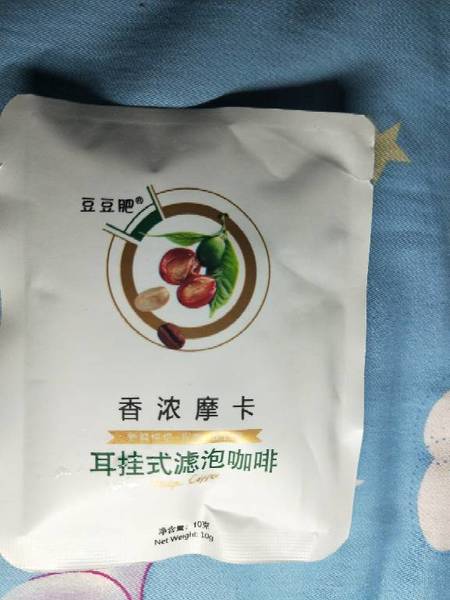 豆豆肥®
香浓摩卡
耳挂式滤泡咖啡
净含量：10克
Net Weight: 10g